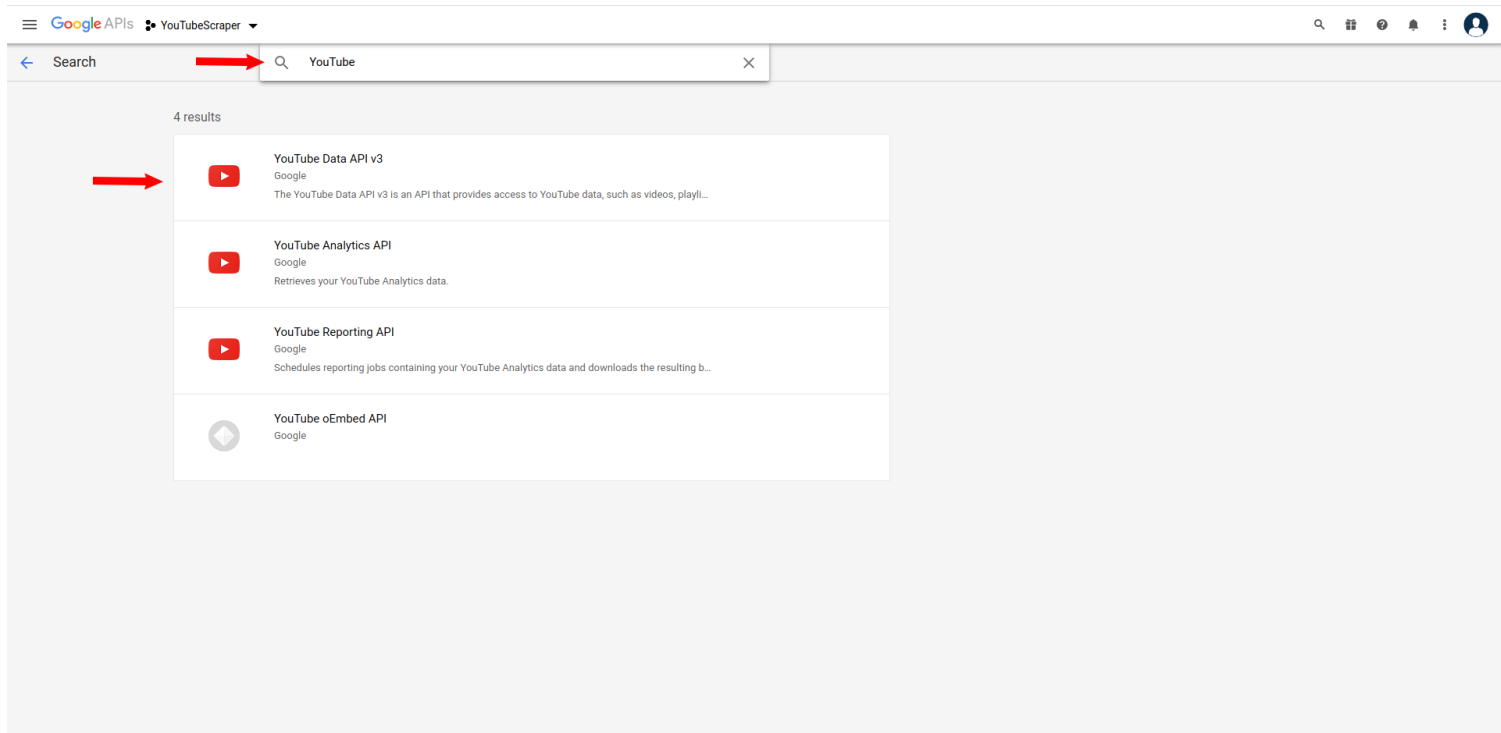 Google APIs YouTubeScraper
Search
YouTube
4 results
YouTube Data API v3
Google
The YouTube Data API v3 is an API that provides access to YouTube data, such as videos, playli...
YouTube Analytics API
Google
Retrieves your YouTube Analytics data.
YouTube Reporting API
Google
Schedules reporting jobs containing your YouTube Analytics data and downloads the resulting b...
YouTube oEmbed API
Google